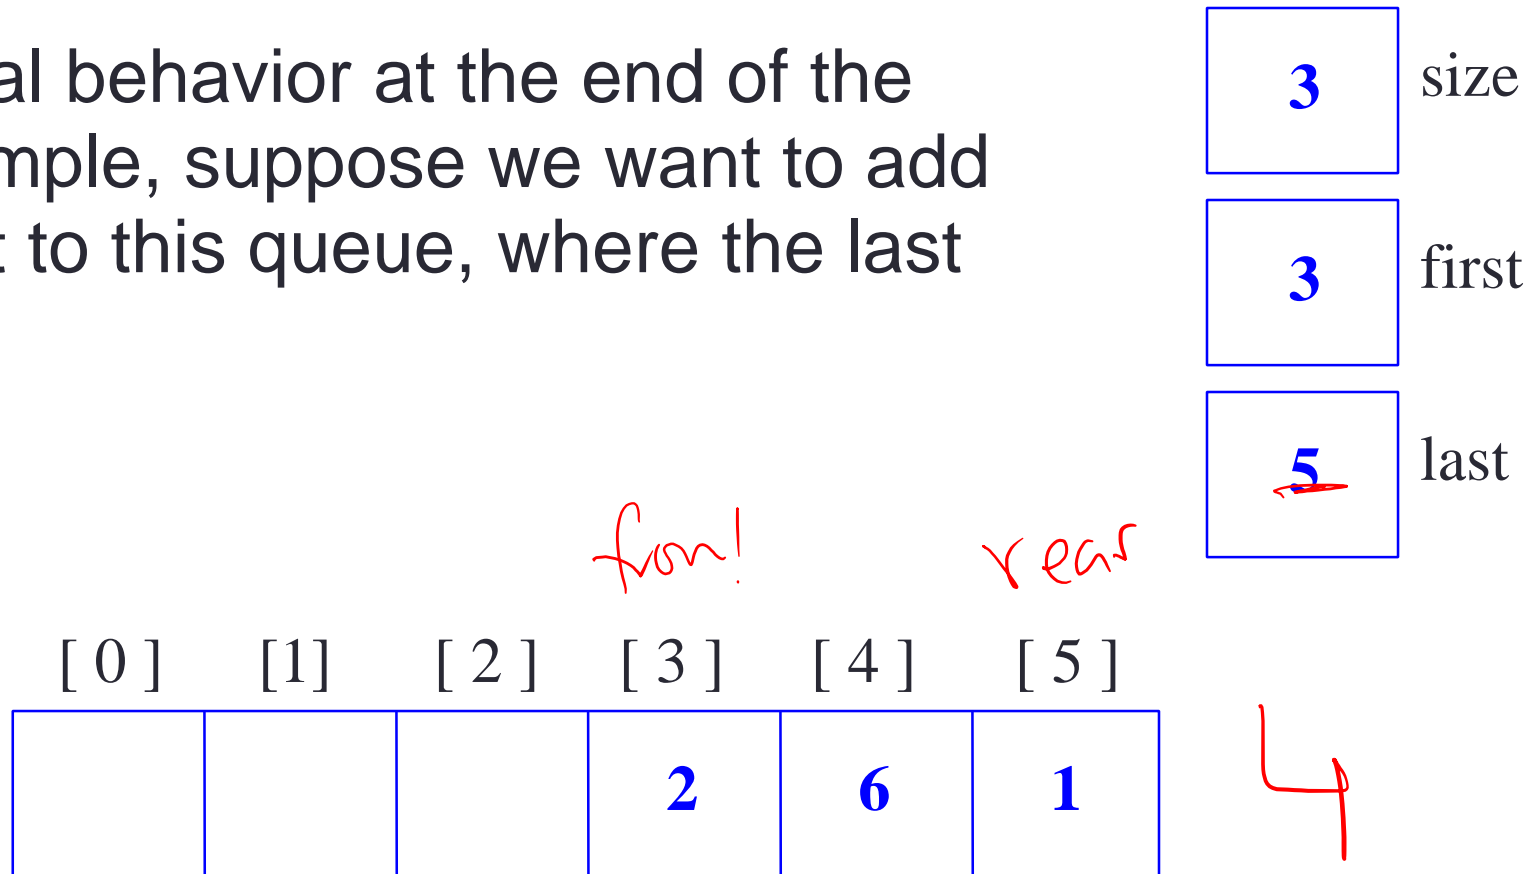 al behavior at the end of the
mple, suppose we want to add
t to this queue, where the last
3 size
3 first
5 last
fron! rear
[ 0 ] [1] [ 2 ] [ 3 ] [ 4 ] [ 5 ]
2 6 1 4